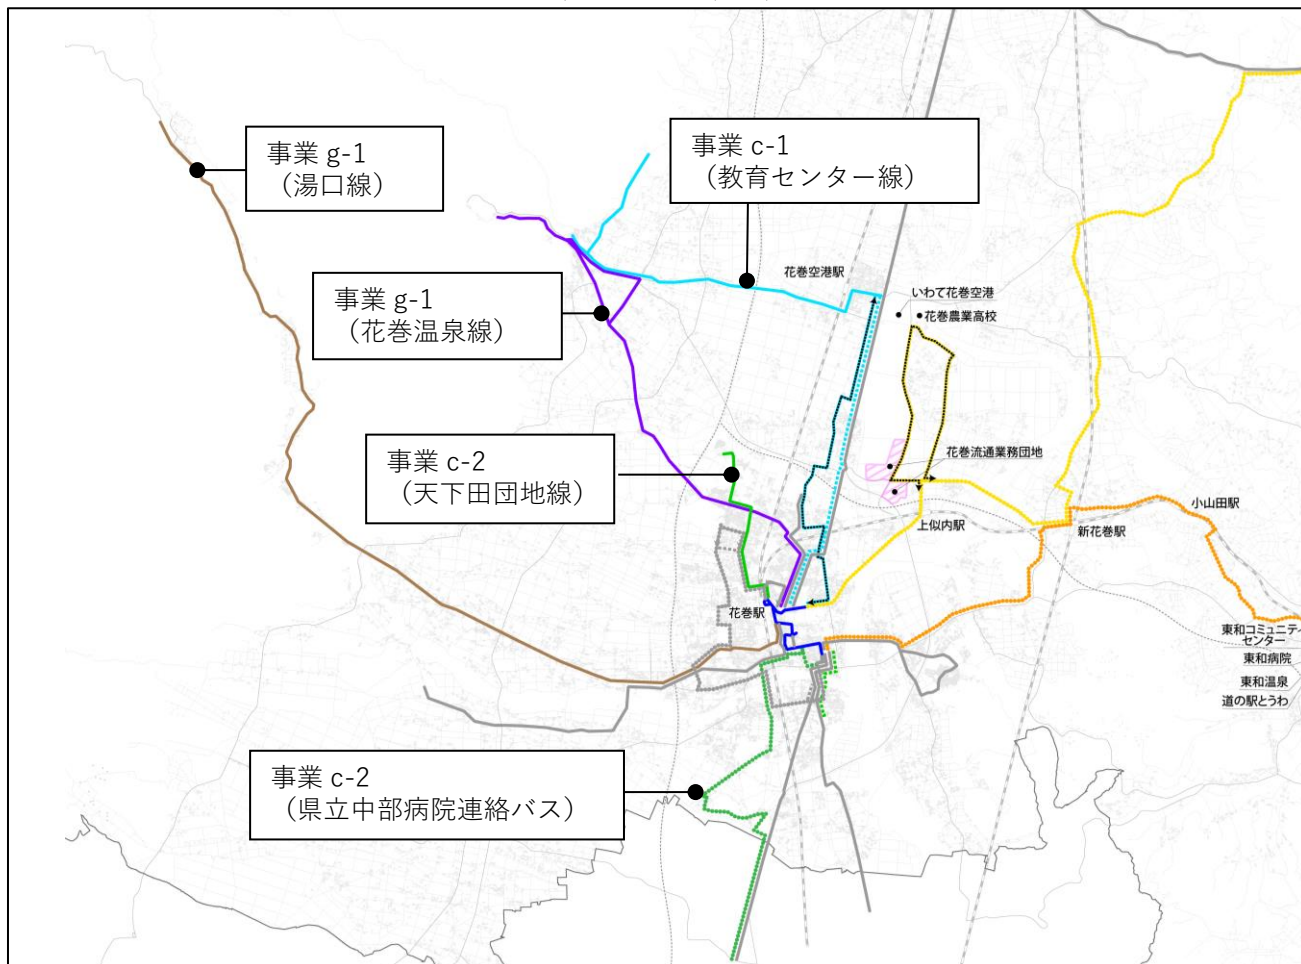 事業 g-1
（湯口線）
事業 c-1
（教育センター線）
事業 g-1
（花巻温泉線）
花巻空港駅
いわて花巻空港
花巻農業高校
事業 c-2
（天下田団地線）
花巻流通業務団地
上似内駅
新花巻駅
小山田駅
花巻駅
東和コミュニティ
センター
東和病院
東和温泉
道の駅とうわ
事業 c-2
（県立中部病院連絡バス）